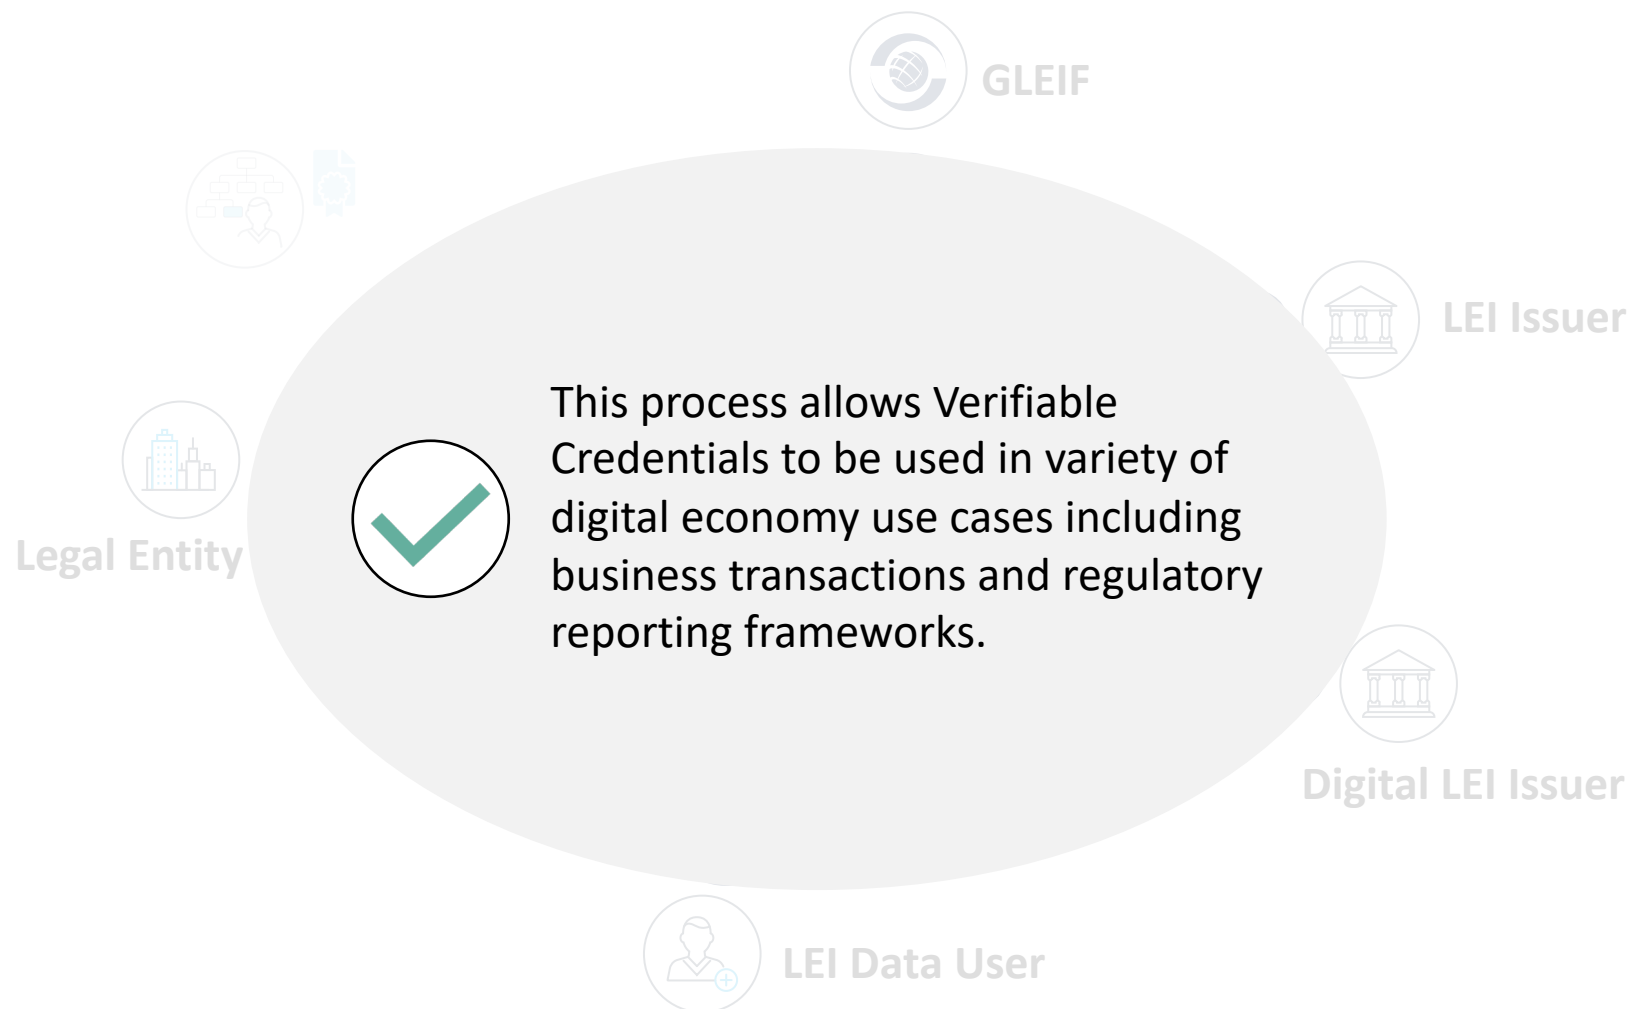 GLEIF
LEI Issuer
This process allows Verifiable
Credentials to be used in variety of
digital economy use cases including
business transactions and regulatory
reporting frameworks.
Legal Entity
Digital LEI Issuer
LEI Data User